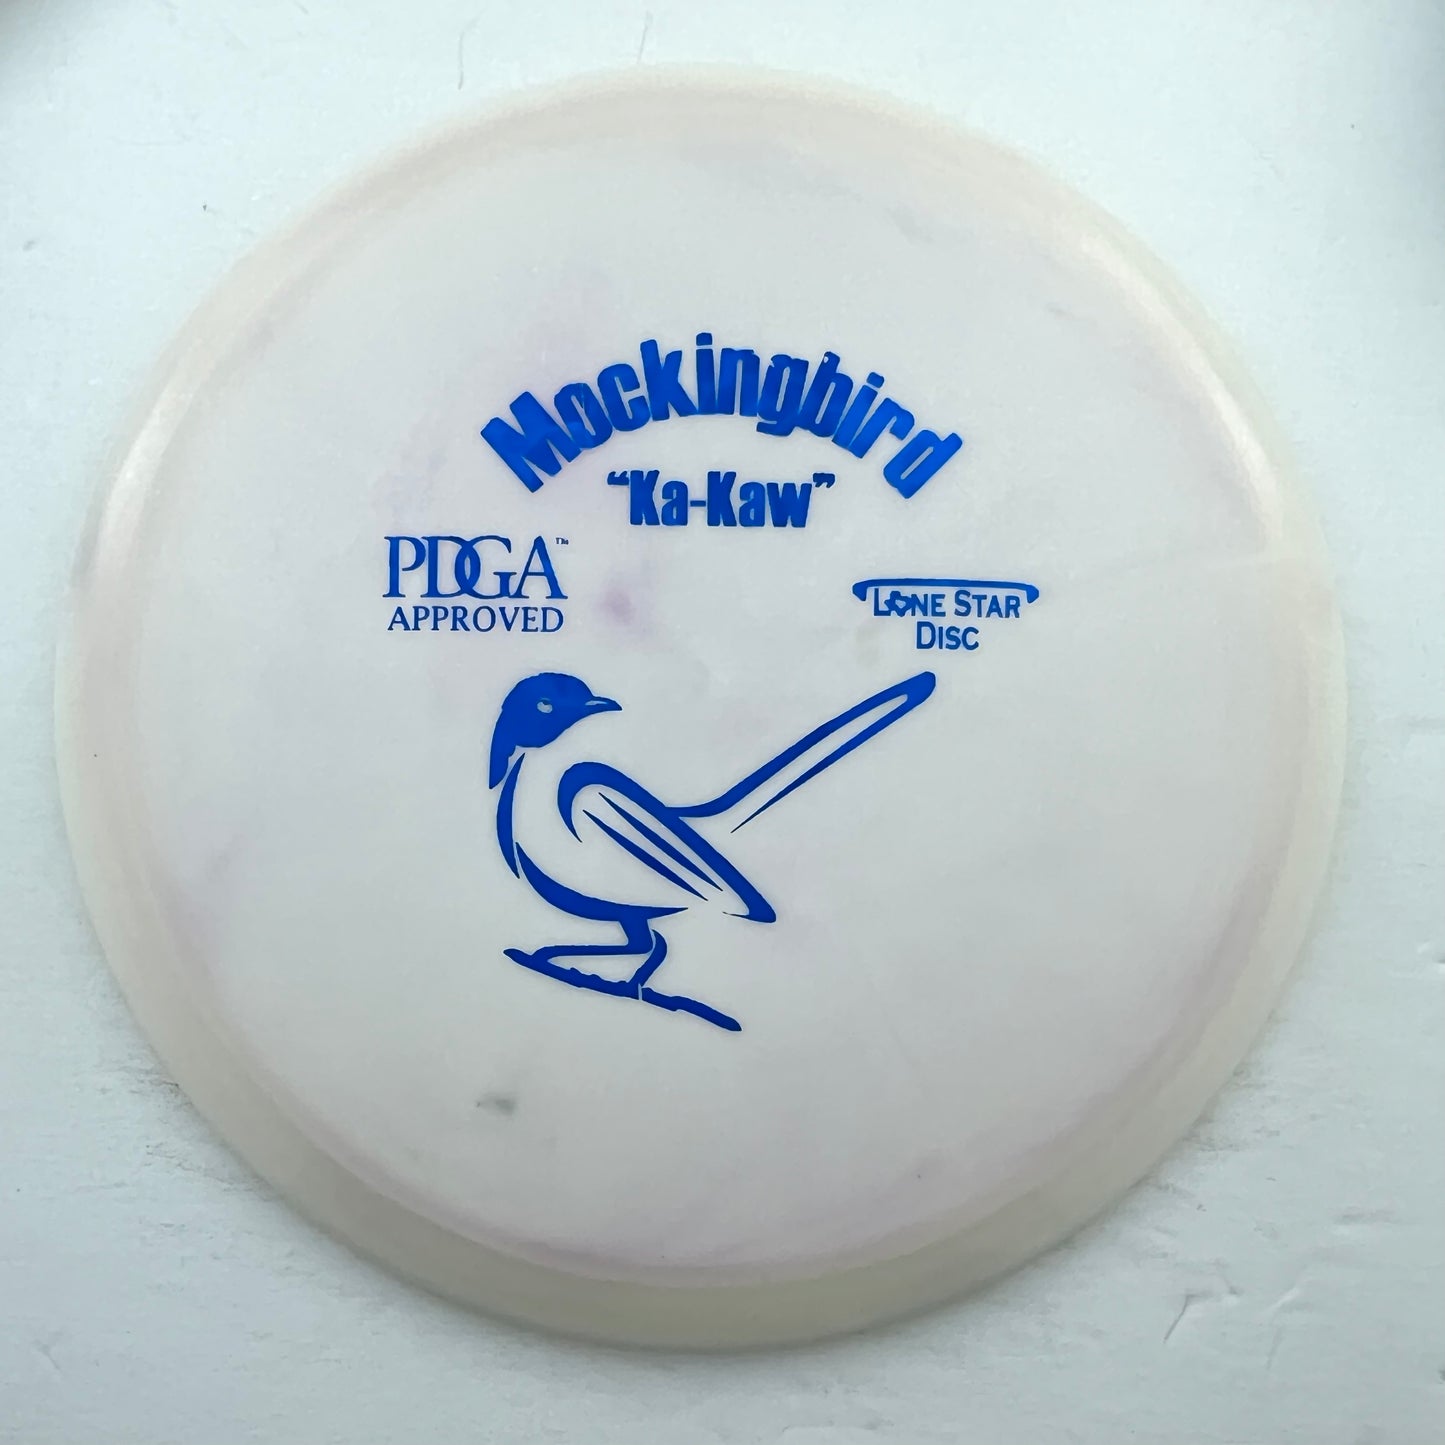 Mockingbird
“Ka-Kaw”
PDGA™
APPROVED
LONE STAR
DISC